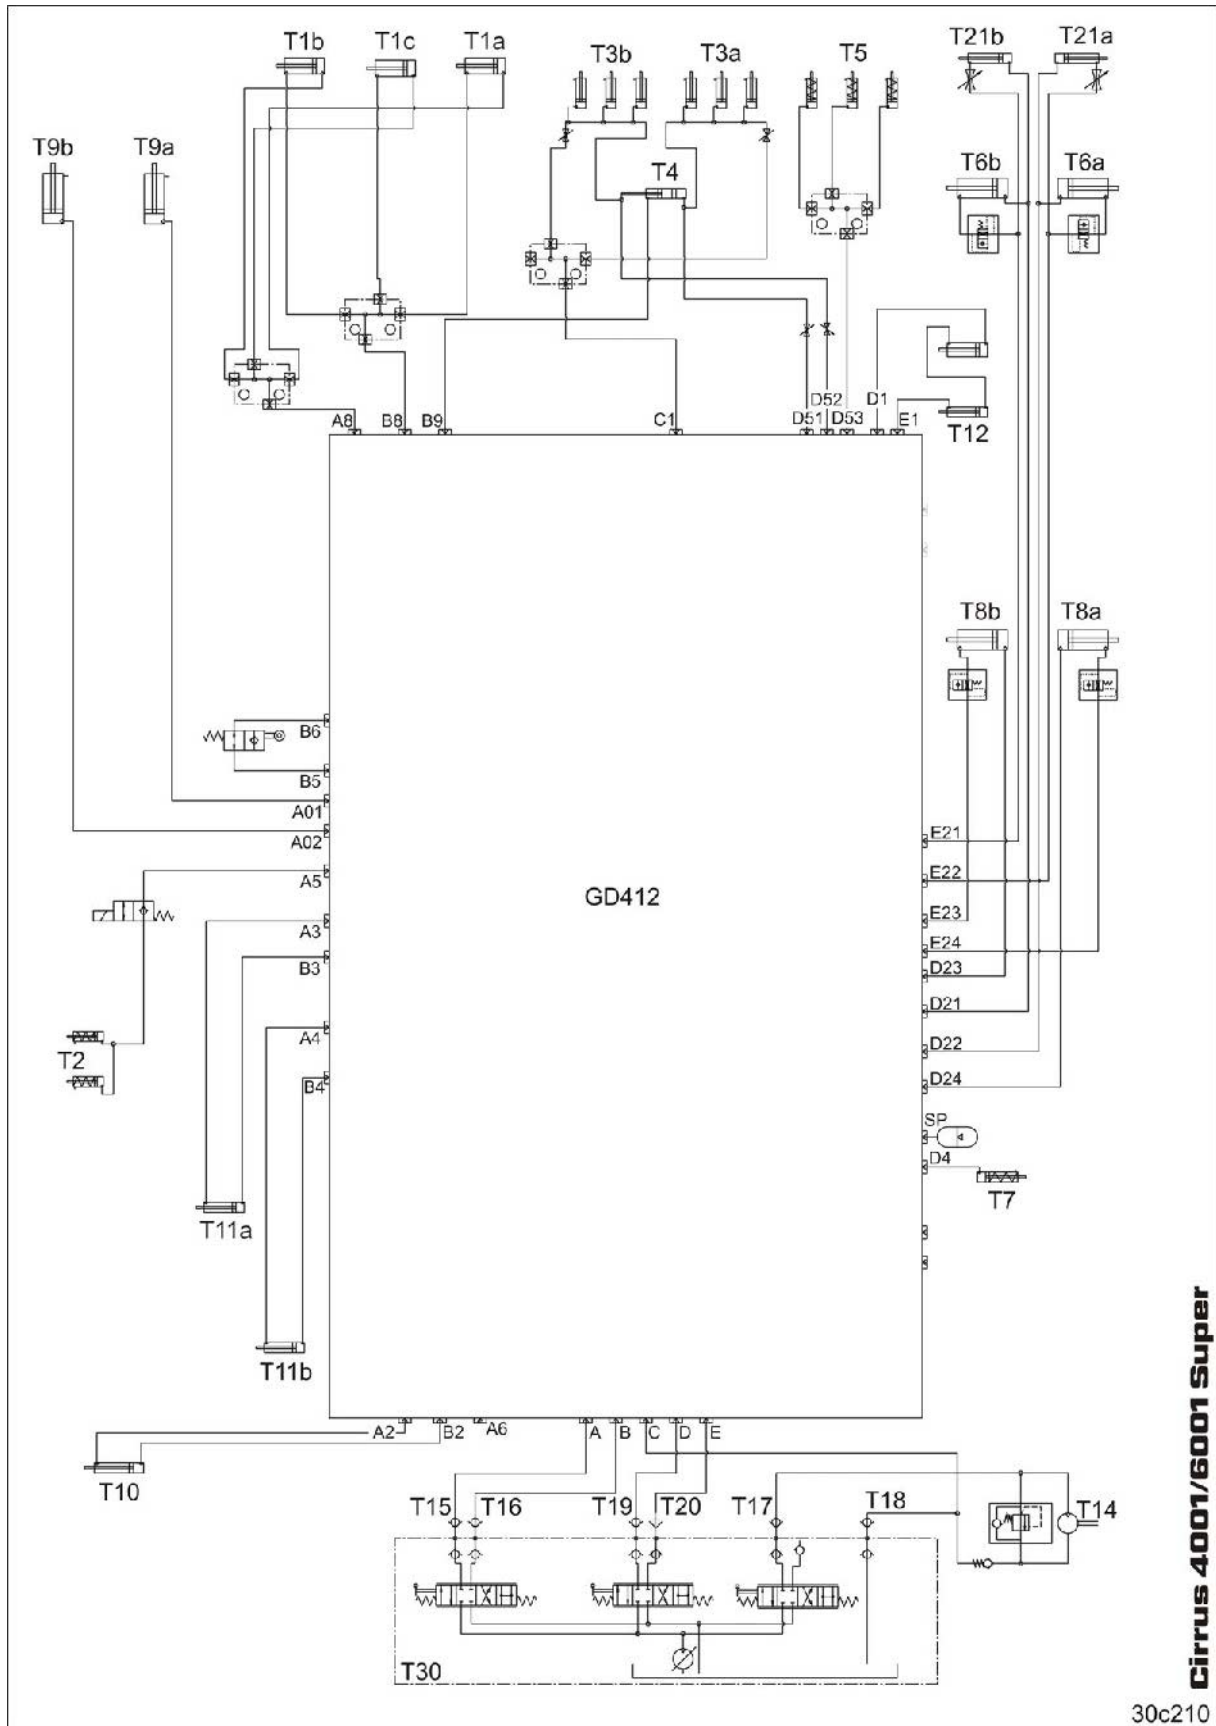 T1b T1c T1a
T3b T3a T5
T21b T21a
T9b T9a
T4
T6b T6a
D52 D1
A8 B8 B9 C1 D51 D53 E1
T12
T8b T8a
B6
B5
A01
A02
A5
A3
B3
A4
B4
GD412
E21
E22
E23
E24
D23
D21
D22
D24
SP
D4
T7
T2
T11a
T11b
A2 B2 A6 A B C D E
T10
T15 T16 T19 T20 T17 T18 T14
T30
Cirrus 4001/6001 Super
30c210